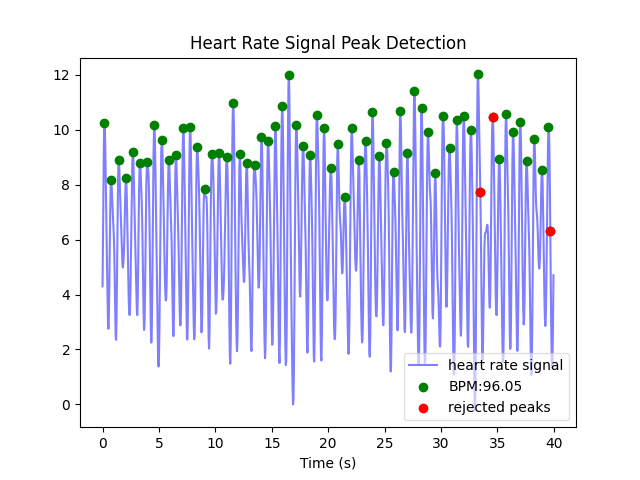 Heart Rate Signal Peak Detection
12
10
8
6
4
2
0
heart rate signal
BPM:96.05
rejected peaks
0 5 10 15 20 25 30 35 40
Time (s)